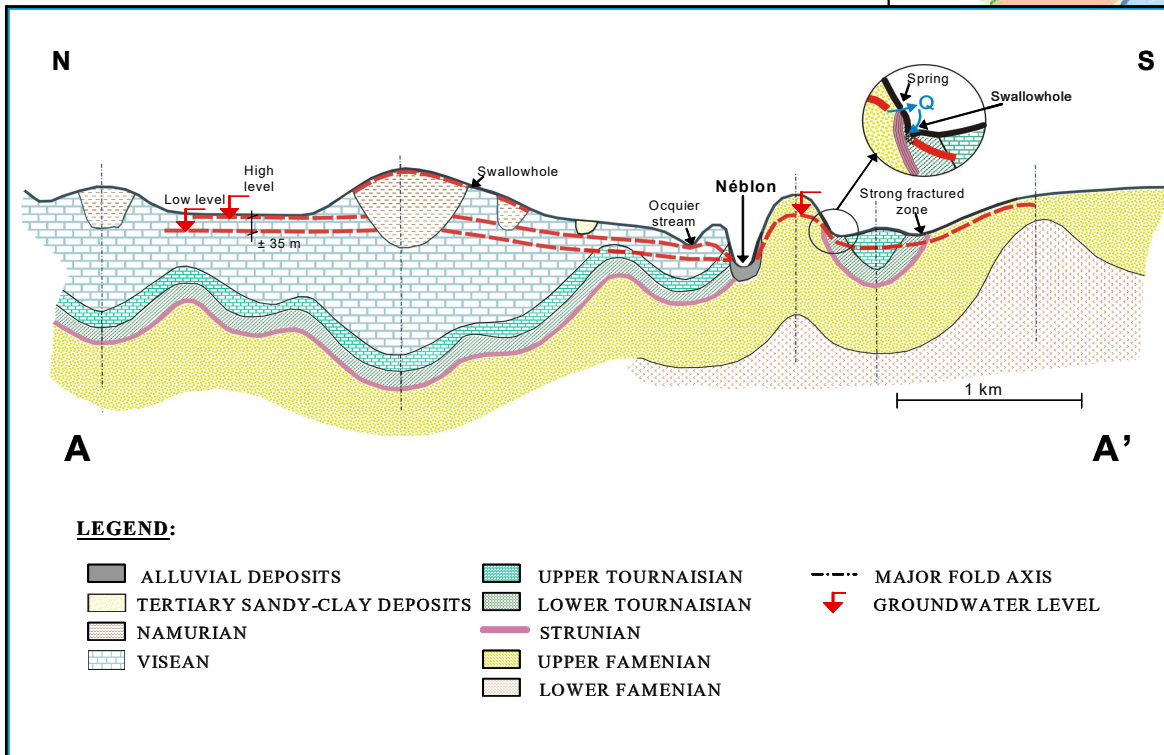 N
S
Spring
Q
Swallowhole
High
level
Low level
± 35 m
Swallowhole
Ocquier
stream
Néblon
Strong fractured
zone
1 km
A
A’
LEGEND:
ALLUVIAL DEPOSITS
TERTIARY SANDY-CLAY DEPOSITS
NAMURIAN
VISEAN
UPPER TOURNAISIAN
LOWER TOURNAISIAN
STRUNIAN
UPPER FAMENIAN
LOWER FAMENIAN
MAJOR FOLD AXIS
GROUNDWATER LEVEL